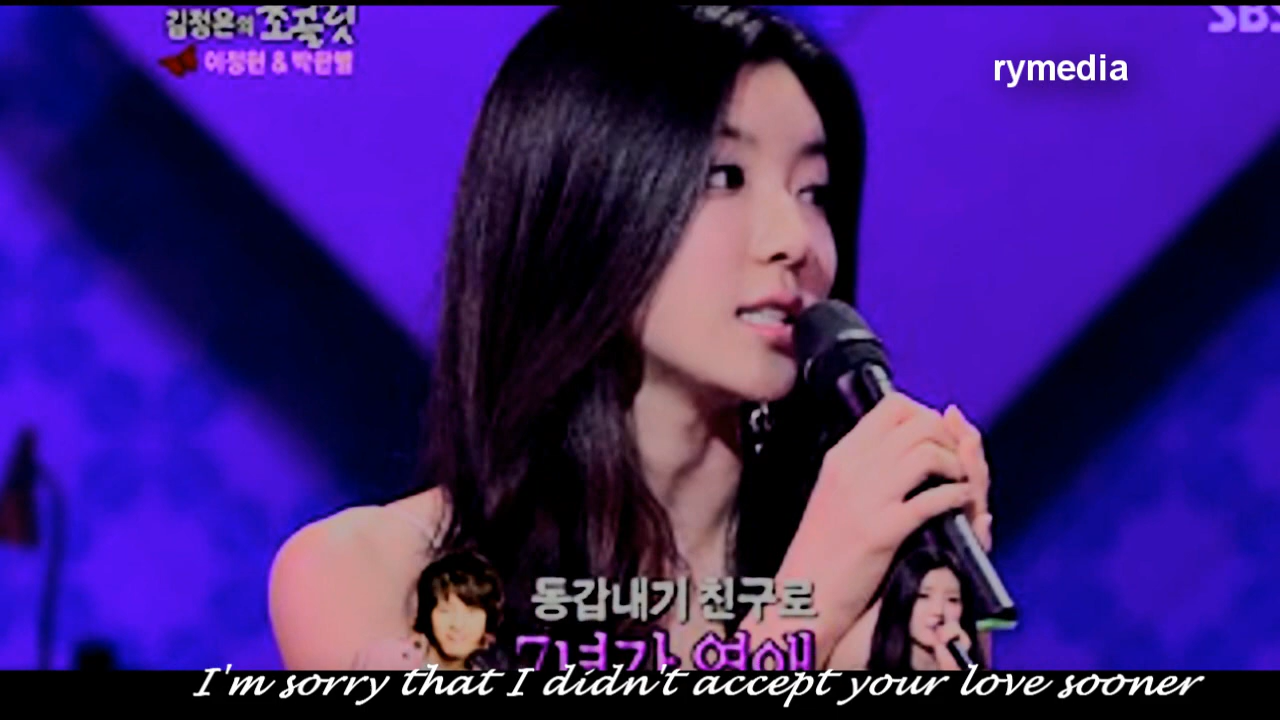 김정은의 초콜릿
이정현 & 박한별
SBS
rymedia
동갑내기 친구로
7년간 연애
I'm sorry that I didn't accept your love sooner